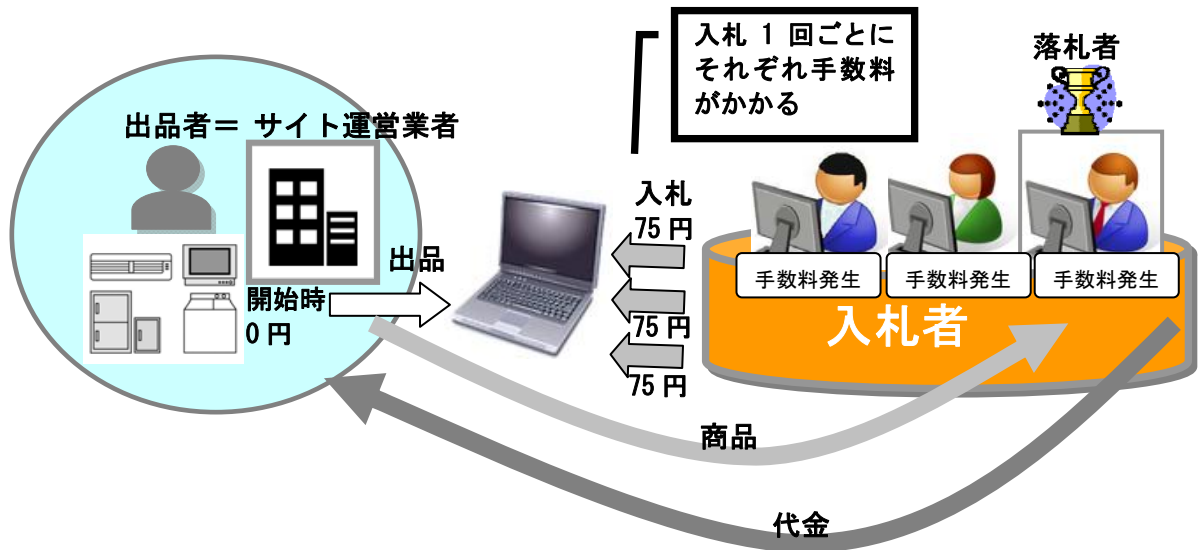 入札 1 回ごとに
それぞれ手数料
がかかる
落札者
出品者＝ サイト運営業者
入札
75 円
出品
開始時
0 円
75 円
75 円
手数料発生
手数料発生
手数料発生
入札者
商品
代金